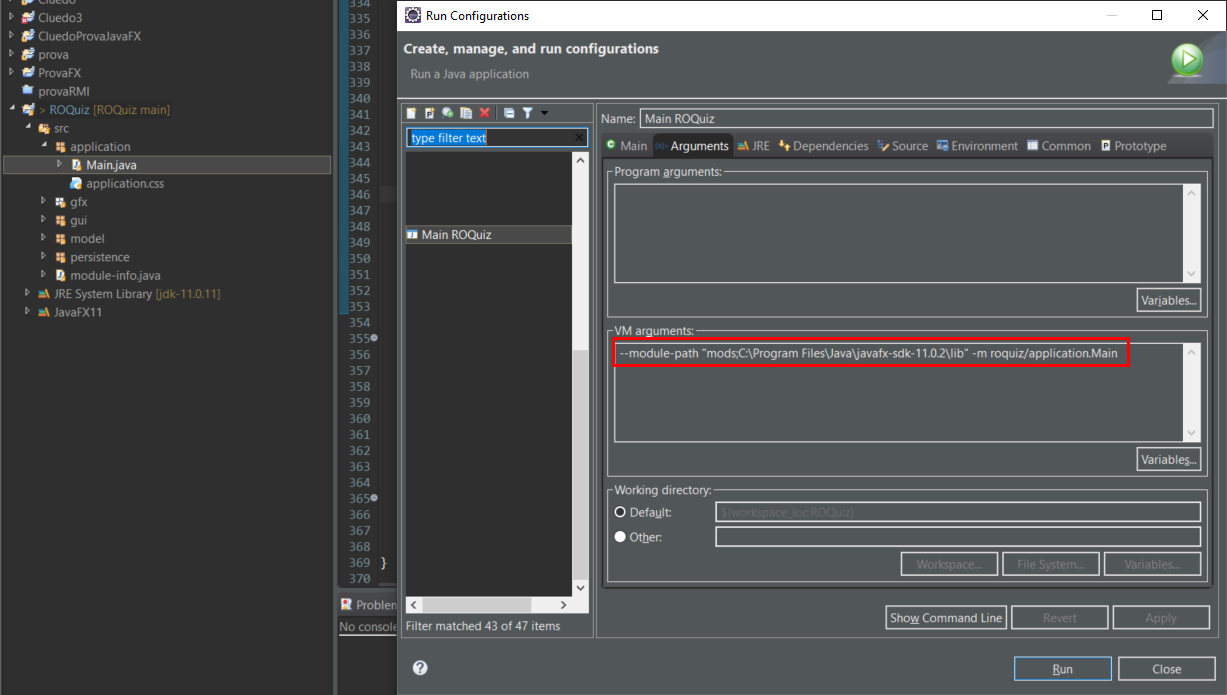 Cluedo
Cluedo3
CluedoProvaJavaFX
prova
ProvaFX
provaRMI
> ROQuiz [ROQuiz main]
src
application
Main.java
application.css
gfx
gui
model
persistence
module-info.java
JRE System Library [jdk-11.0.11]
JavaFX11
334
335
336
337
338
339
340
341
342
343
344
345
346
347
348
349
350
351
352
353
354
355
356
357
358
359
360
361
362
363
364
365
366
367
368
369 }
370
Problem
No console
Run Configurations
Create, manage, and run configurations
Run a Java application
type filter text
Main ROQuiz
Filter matched 43 of 47 items
Name: Main ROQuiz
Main Arguments JRE Dependencies Source Environment Common Prototype
Program arguments:
Variables...
VM arguments:
--module-path "mods;C:\Program Files\Java\javafx-sdk-11.0.2\lib" -m roquiz/application.Main
Variables...
Working directory:
Default: ${workspace_loc:ROQuiz}
Other:
Workspace... File System... Variables...
Show Command Line Revert Apply
Run Close